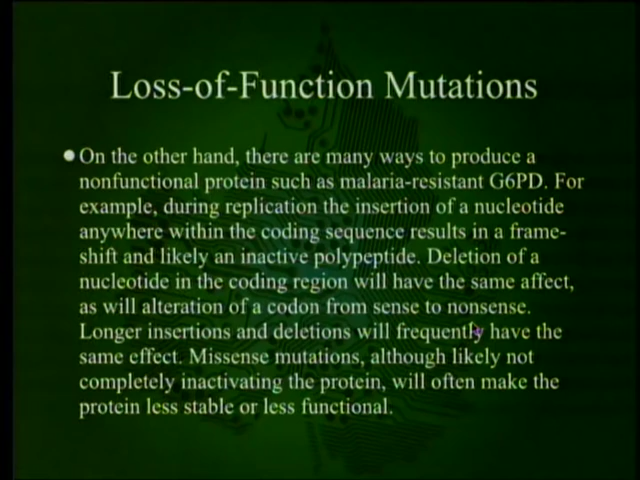 Loss-of-Function Mutations
On the other hand, there are many ways to produce a
nonfunctional protein such as malaria-resistant G6PD. For
example, during replication the insertion of a nucleotide
anywhere within the coding sequence results in a frame-
shift and likely an inactive polypeptide. Deletion of a
nucleotide in the coding region will have the same affect,
as will alteration of a codon from sense to nonsense.
Longer insertions and deletions will frequently have the
same effect. Missense mutations, although likely not
completely inactivating the protein, will often make the
protein less stable or less functional.